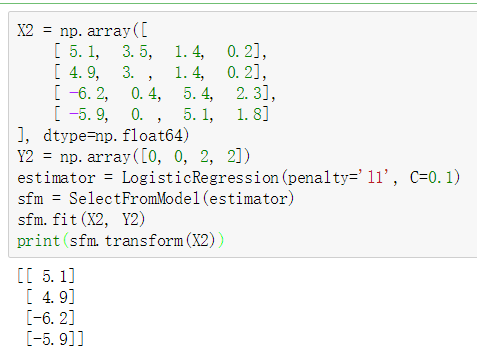 X2 = np.array([
    [ 5.1,  3.5,  1.4,  0.2],
    [ 4.9,  3. ,  1.4,  0.2],
    [ -6.2,  0.4,  5.4,  2.3],
    [ -5.9,  0. ,  5.1,  1.8]
], dtype=np.float64)
Y2 = np.array([0, 0, 2, 2])
estimator = LogisticRegression(penalty='l1', C=0.1)
sfm = SelectFromModel(estimator)
sfm.fit(X2, Y2)
print(sfm.transform(X2))
[[ 5.1]
 [ 4.9]
 [-6.2]
 [-5.9]]